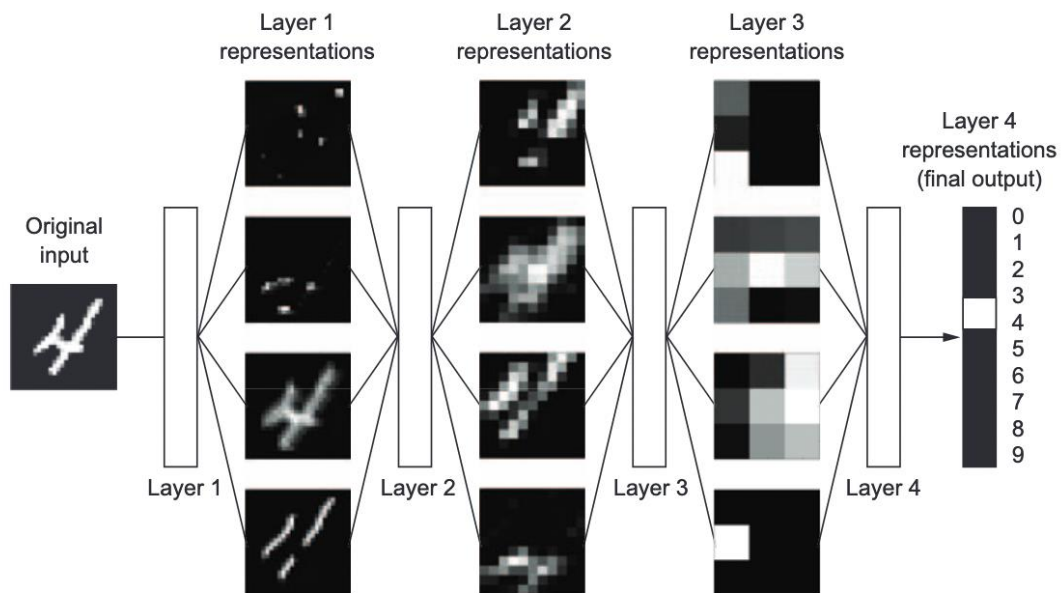 Layer 1
representations
Layer 2
representations
Layer 3
representations
Layer 4
representations
(final output)
Original
input
0
1
2
3
4
5
6
7
8
9
Layer 1
Layer 2
Layer 3
Layer 4